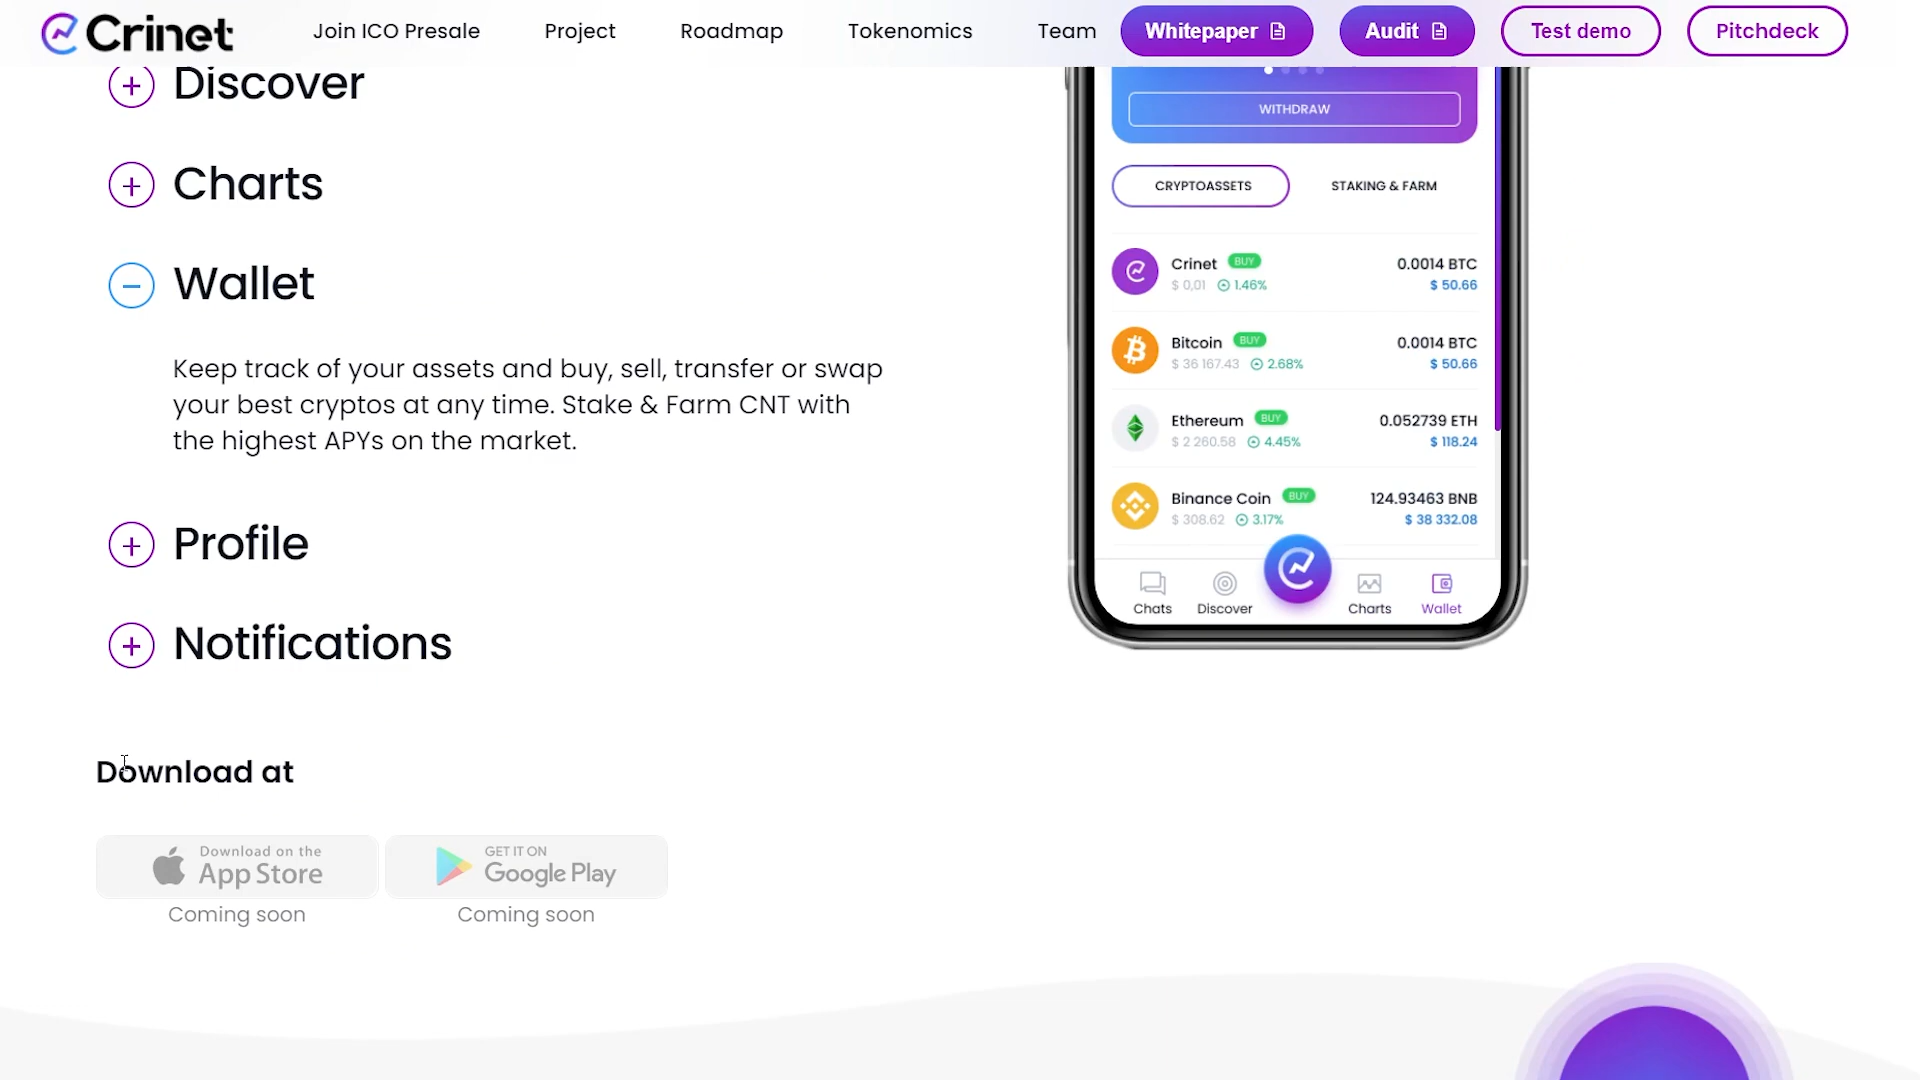 Crinet
Join ICO Presale
Project
Roadmap
Tokenomics
Team
Whitepaper
Audit
Test demo
Pitchdeck
Discover
Charts
Wallet
Keep track of your assets and buy, sell, transfer or swap
your best cryptos at any time. Stake & Farm CNT with
the highest APYs on the market.
Profile
Notifications
Download at
Download on the
App Store
Coming soon
GET IT ON
Google Play
Coming soon
WITHDRAW
CRYPTOASSETS
STAKING & FARM
Crinet BUY 0.0014 BTC
$ 0,01 1.46% $ 50.66
Bitcoin BUY 0.0014 BTC
$ 36 167.43 2.68% $ 50.66
Ethereum BUY 0.052739 ETH
$ 2 260.58 4.45% $ 118.24
Binance Coin BUY 124.93463 BNB
$ 308.62 3.17% $ 38 332.08
Chats
Discover
Charts
Wallet